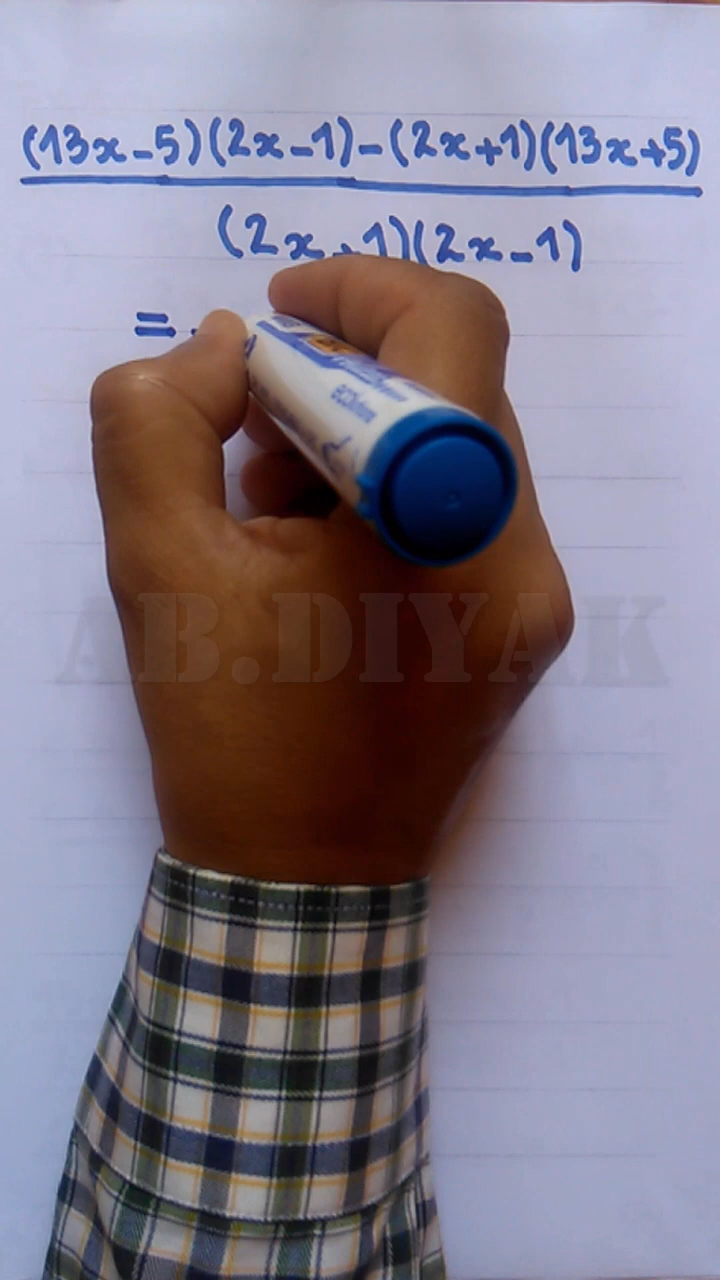 (13x-5)(2x-1)-(2x+1)(13x+5)
(2x+1)(2x-1)
=
AB.DIYAK